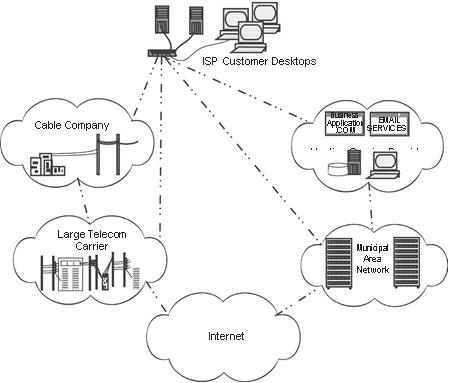 ISP Customer Desktops
Cable Company
Business
Application
.COM
EMAIL
SERVICES
Large Telecom
Carrier
Municipal
Area
Network
Internet